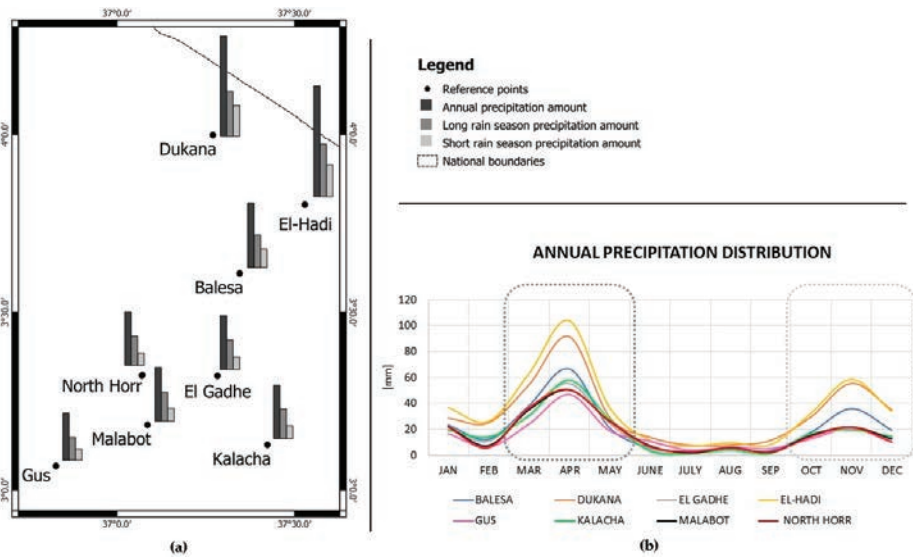 37°0.0'
37°30.0'
4°0.0'
4°0.0'
Dukana
El-Hadi
Balesa
3°30.0'
3°30.0'
North Horr
El Gadhe
Malabot
Kalacha
Gus
3°0.0'
3°0.0'
37°0.0'
37°30.0'
(a)
Legend
Reference points
Annual precipitation amount
Long rain season precipitation amount
Short rain season precipitation amount
National boundaries
ANNUAL PRECIPITATION DISTRIBUTION
120
100
80
60
40
20
0
[mm]
JAN FEB MAR APR MAY JUNE JULY AUG SEP OCT NOV DEC
BALESA DUKANA EL GADHE EL-HADI
GUS KALACHA MALABOT NORTH HORR
(b)